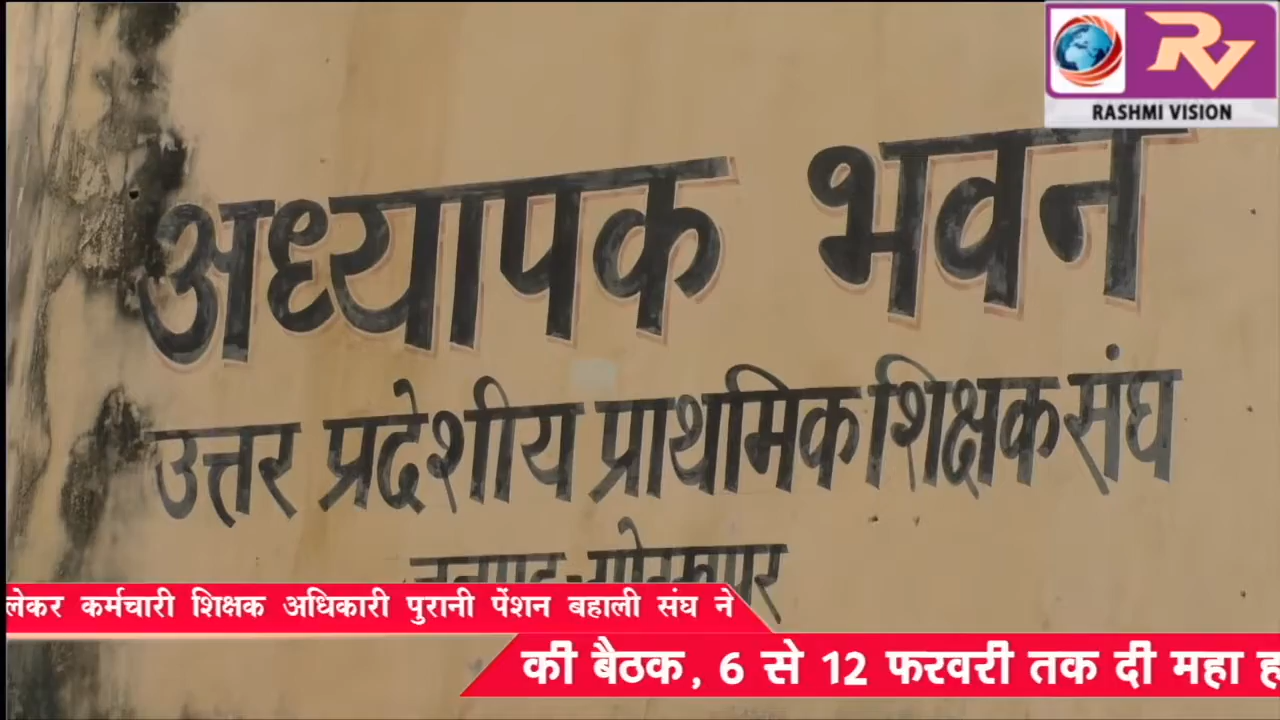 RV
RASHMI VISION
अध्यापक भवन
उत्तर प्रदेशीय प्राथमिक शिक्षक संघ
लेकर कर्मचारी शिक्षक अधिकारी पुरानी पेंशन बहाली संघ ने
की बैठक, 6 से 12 फरवरी तक दी महा